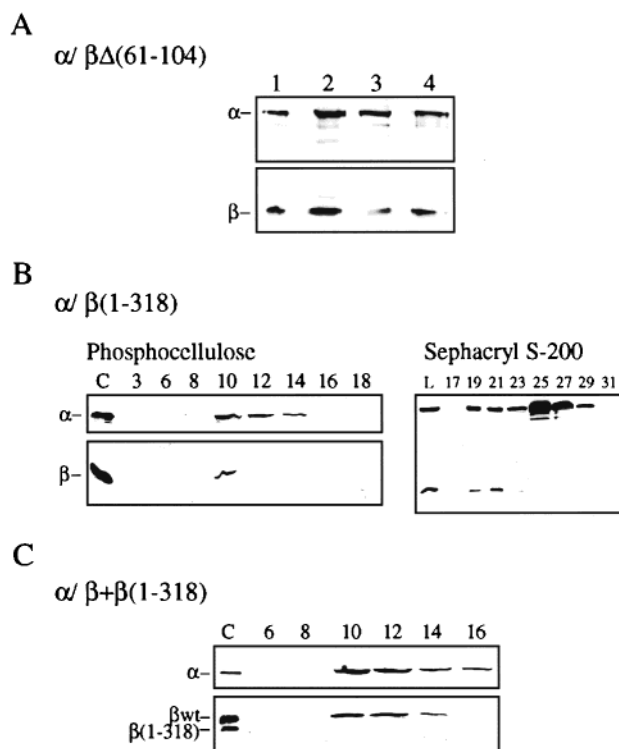 A
α/ βΔ(61-104)
1 2 3 4
α–
β–
B
α/ β(1-318)
Phosphocellulose
C 3 6 8 10 12 14 16 18
α–
β–
Sephacryl S-200
L 17 19 21 23 25 27 29 31
C
α/ β+β(1-318)
C 6 8 10 12 14 16
α–
βwt–
β(1-318)–